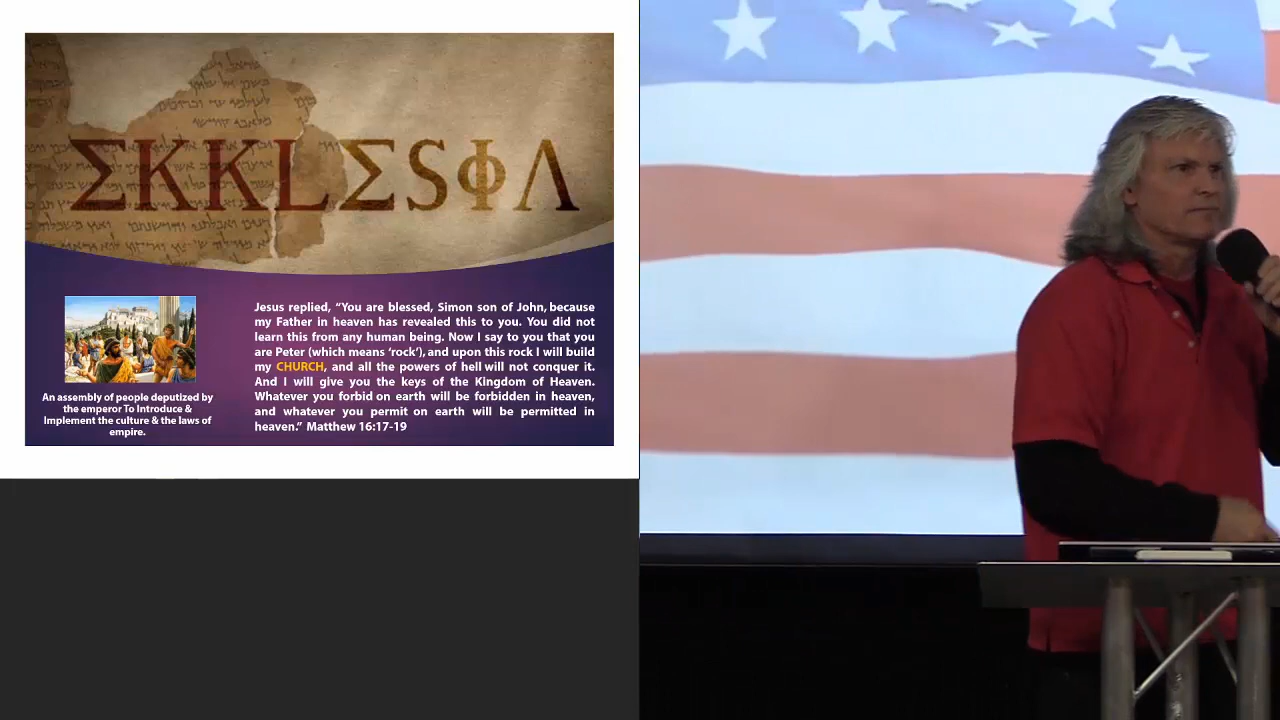 ΣKKLΣSΦΛ
An assembly of people deputized by
the emperor To Introduce &
Implement the culture & the laws of
empire.
Jesus replied, “You are blessed, Simon son of John, because
my Father in heaven has revealed this to you. You did not
learn this from any human being. Now I say to you that you
are Peter (which means ‘rock’), and upon this rock I will build
my CHURCH, and all the powers of hell will not conquer it.
And I will give you the keys of the Kingdom of Heaven.
Whatever you forbid on earth will be forbidden in heaven,
and whatever you permit on earth will be permitted in
heaven.” Matthew 16:17-19